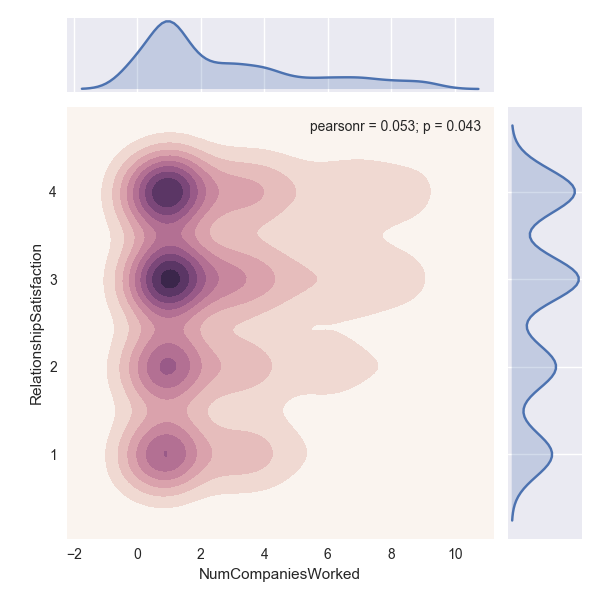 pearsonr = 0.053; p = 0.043
4
3
2
1
RelationshipSatisfaction
−2 0 2 4 6 8 10
NumCompaniesWorked